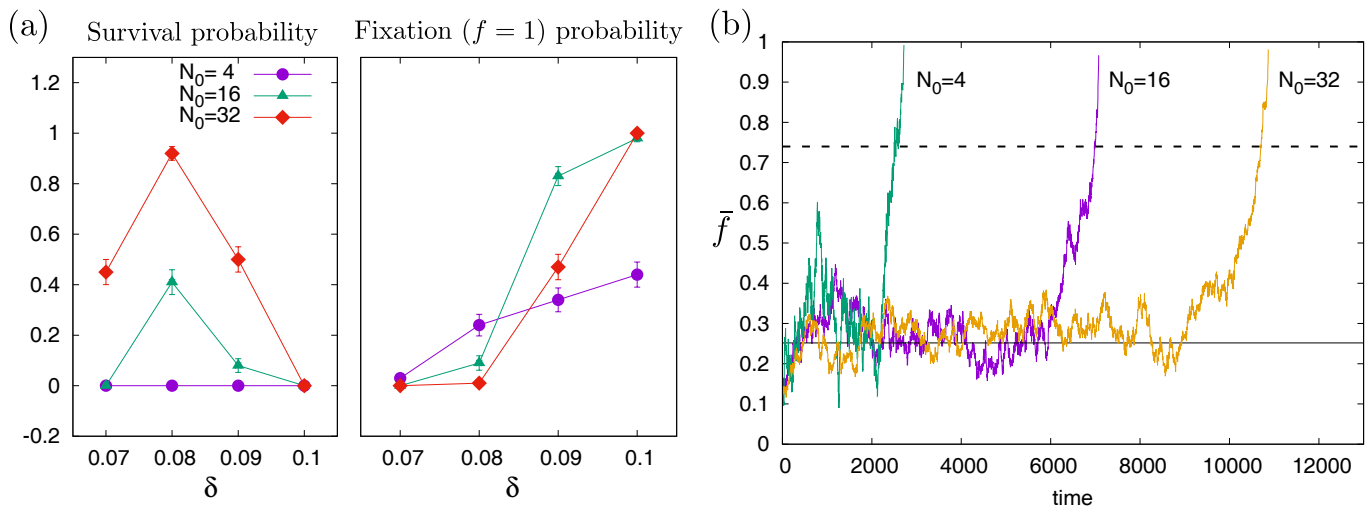 (a)
Survival probability
N0= 4
N0=16
N0=32
1.2
1
0.8
0.6
0.4
0.2
0
-0.2
0.07 0.08 0.09 0.1
δ
Fixation (f = 1) probability
0.07 0.08 0.09 0.1
δ
(b)
1
0.9
0.8
0.7
0.6
0.5
0.4
0.3
0.2
0.1
0
f̄
N0=4
N0=16
N0=32
0 2000 4000 6000 8000 10000 12000
time